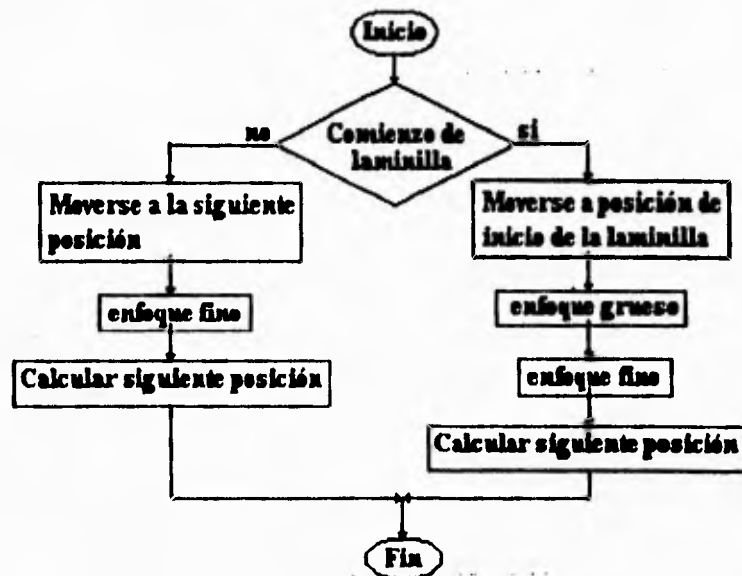 Inicio
Comienzo de
laminilla
no
si
Moverse a la siguiente
posición
Moverse a posición de
inicio de la laminilla
enfoque fino
enfoque grueso
Calcular siguiente posición
enfoque fino
Calcular siguiente posición
Fin